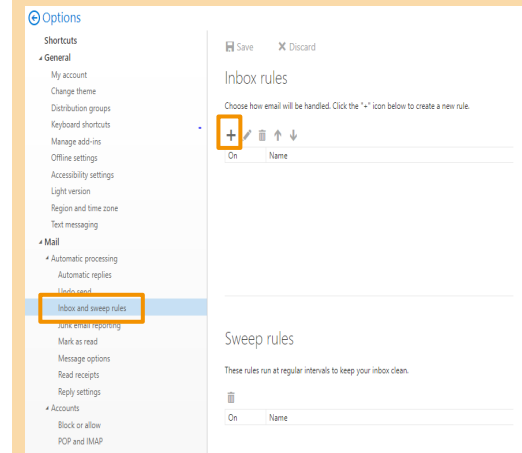 Options
Shortcuts
General
My account
Change theme
Distribution groups
Keyboard shortcuts
Manage add-ins
Offline settings
Accessibility settings
Light version
Region and time zone
Text messaging
Mail
Automatic processing
Automatic replies
Undo send
Inbox and sweep rules
Junk email reporting
Mark as read
Message options
Read receipts
Reply settings
Accounts
Block or allow
POP and IMAP
Save Discard
Inbox rules
Choose how email will be handled. Click the "+" icon below to create a new rule.
On Name
Sweep rules
These rules run at regular intervals to keep your inbox clean.
On Name